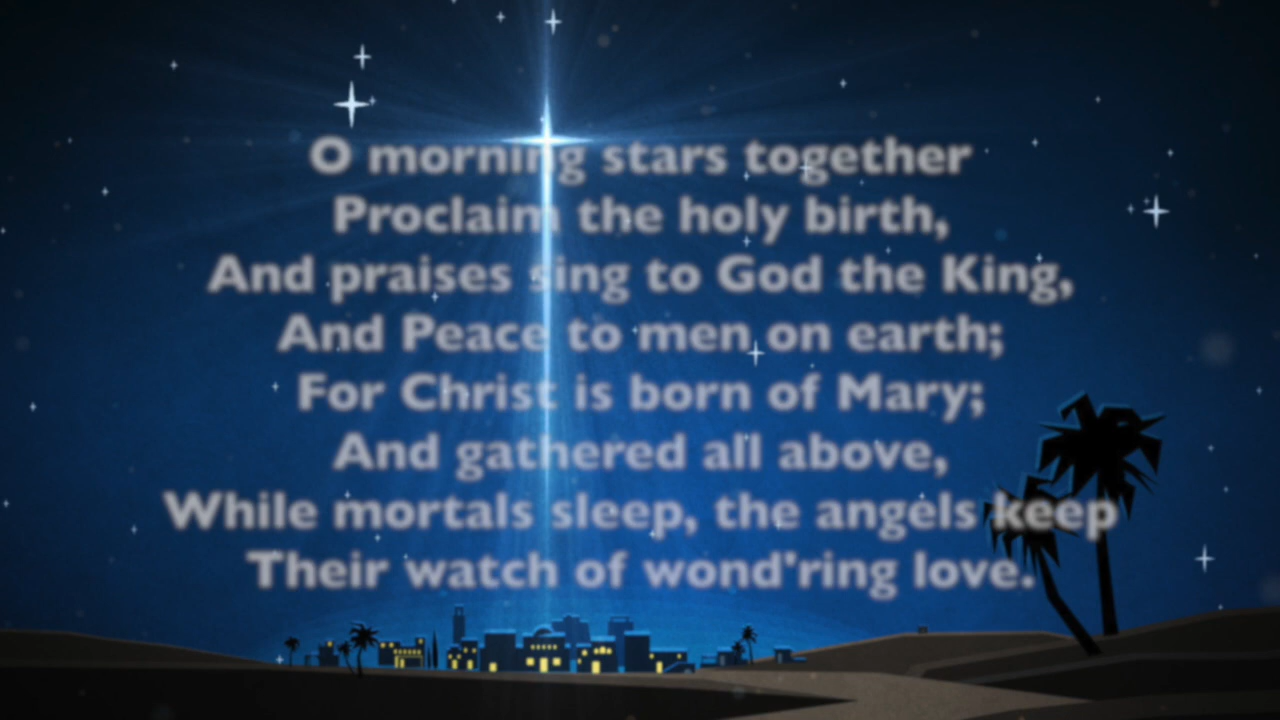 O morning stars together
Proclaim the holy birth,
And praises sing to God the King,
And Peace to men on earth;
For Christ is born of Mary;
And gathered all above,
While mortals sleep, the angels keep
Their watch of wond'ring love.